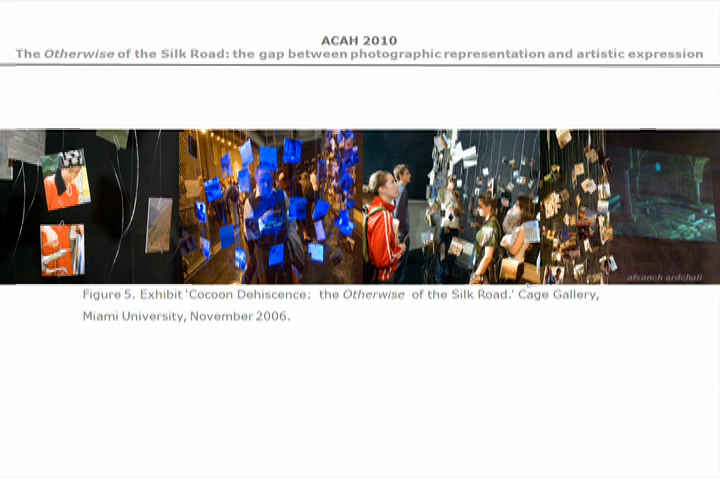 ACAH 2010
The Otherwise of the Silk Road: the gap between photographic representation and artistic expression
afsaneh ardehali
Figure 5. Exhibit 'Cocoon Dehiscence: the Otherwise of the Silk Road.' Cage Gallery,
Miami University, November 2006.